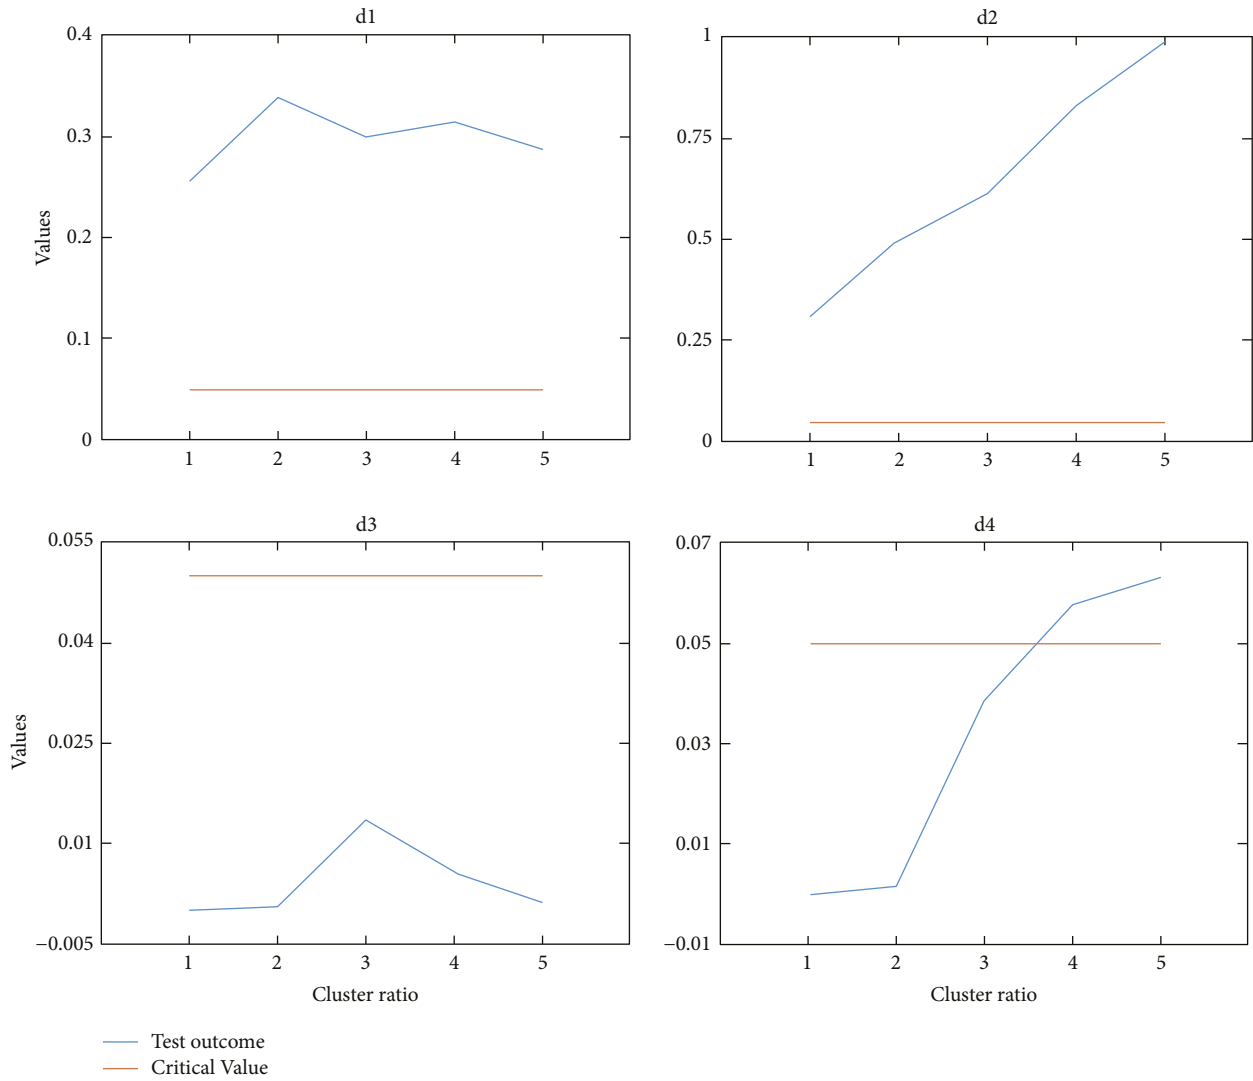 d1
0.4
0.3
0.2
0.1
0
Values
1 2 3 4 5
d2
1
0.75
0.5
0.25
0
1 2 3 4 5
d3
0.055
0.04
0.025
0.01
−0.005
Values
1 2 3 4 5
Cluster ratio
d4
0.07
0.05
0.03
0.01
−0.01
1 2 3 4 5
Cluster ratio
Test outcome
Critical Value